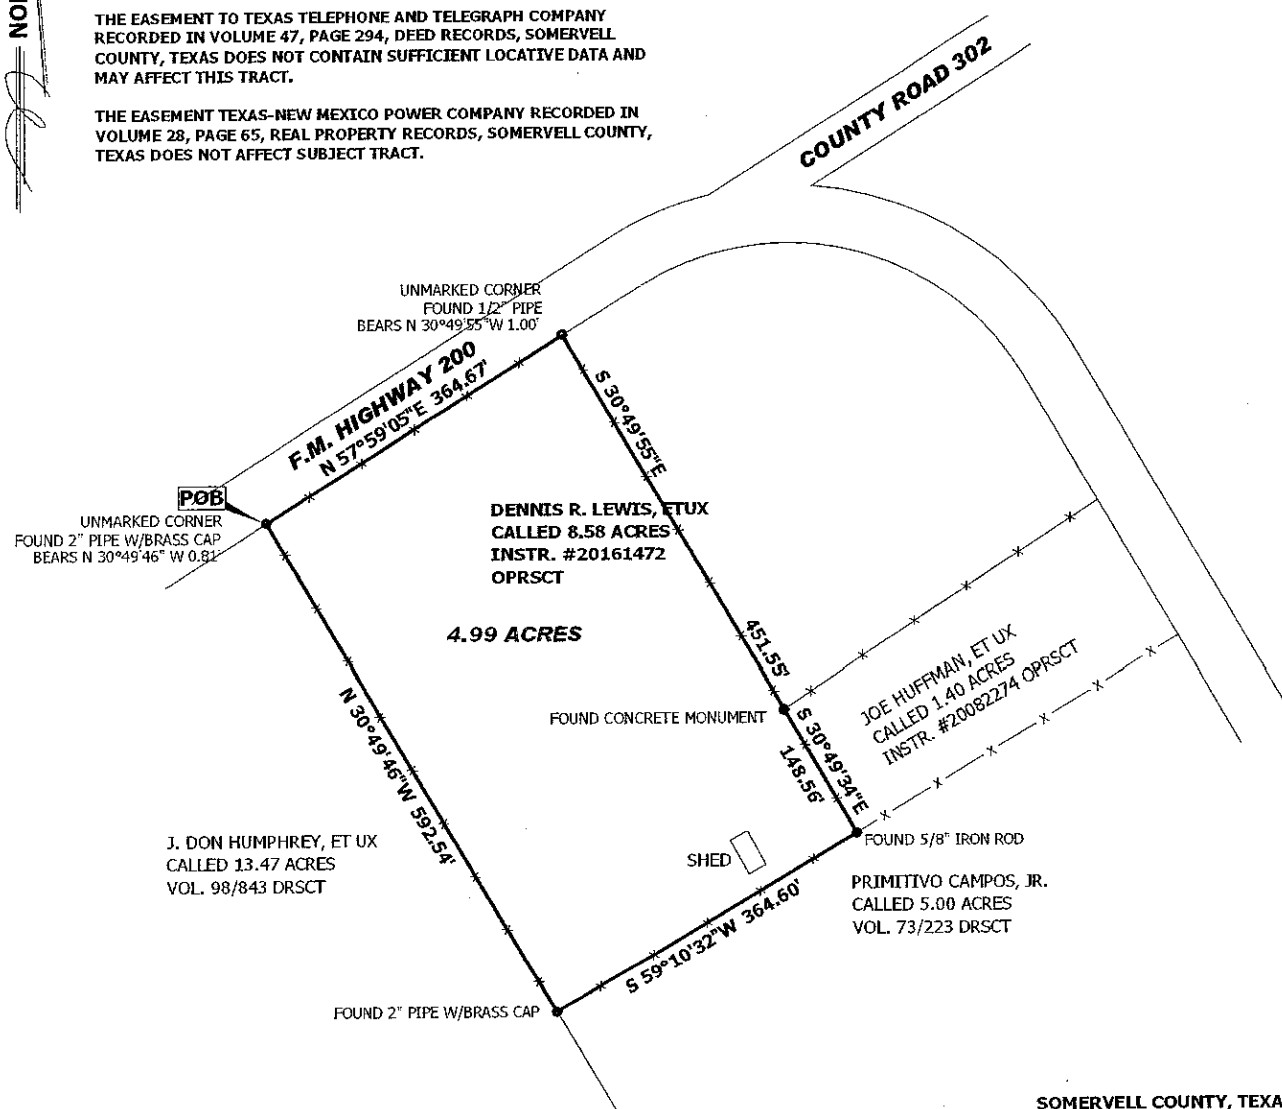 NOR
THE EASEMENT TO TEXAS TELEPHONE AND TELEGRAPH COMPANY
RECORDED IN VOLUME 47, PAGE 294, DEED RECORDS, SOMERVELL
COUNTY, TEXAS DOES NOT CONTAIN SUFFICIENT LOCATIVE DATA AND
MAY AFFECT THIS TRACT.
THE EASEMENT TEXAS-NEW MEXICO POWER COMPANY RECORDED IN
VOLUME 28, PAGE 65, REAL PROPERTY RECORDS, SOMERVELL COUNTY,
TEXAS DOES NOT AFFECT SUBJECT TRACT.
COUNTY ROAD 302
UNMARKED CORNER
FOUND 1/2" PIPE
BEARS N 30°49'55"W 1.00'
F.M. HIGHWAY 200
N 57°59'05"E 364.67'
S 30°49'55"E
451.55'
POB
UNMARKED CORNER
FOUND 2" PIPE W/BRASS CAP
BEARS N 30°49'46" W 0.81'
DENNIS R. LEWIS, ETUX
CALLED 8.58 ACRES
INSTR. #20161472
OPRSCT
4.99 ACRES
JOE HUFFMAN, ET UX
CALLED 1.40 ACRES
INSTR. #20082274 OPRSCT
FOUND CONCRETE MONUMENT
S 30°49'34"E
148.56'
N 30°49'46"W 592.54'
J. DON HUMPHREY, ET UX
CALLED 13.47 ACRES
VOL. 98/843 DRSCT
SHED
FOUND 5/8" IRON ROD
PRIMITIVO CAMPOS, JR.
CALLED 5.00 ACRES
VOL. 73/223 DRSCT
S 59°10'32"W 364.60'
FOUND 2" PIPE W/BRASS CAP
SOMERVELL COUNTY, TEXA